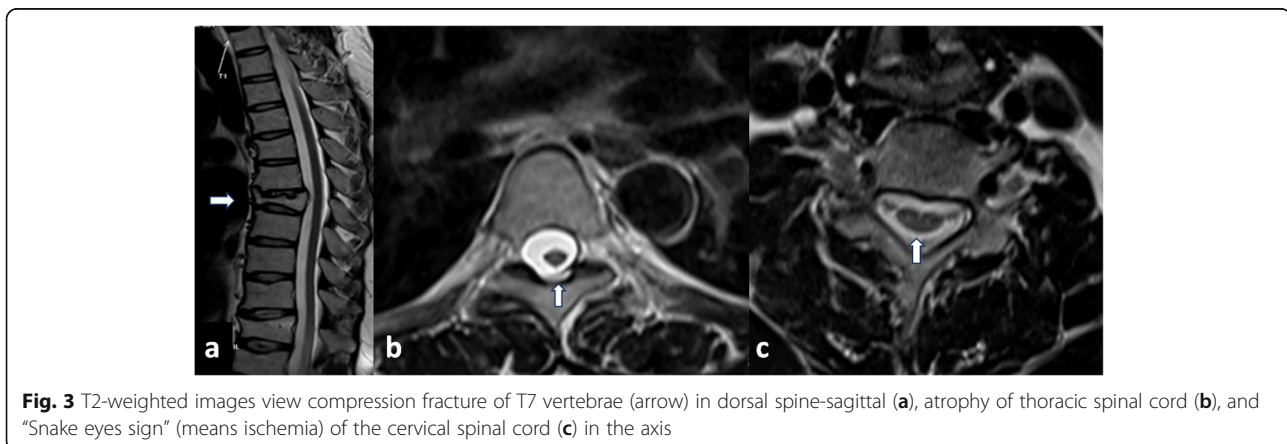 T1
a
b
c
Fig. 3 T2-weighted images view compression fracture of T7 vertebrae (arrow) in dorsal spine-sagittal (a), atrophy of thoracic spinal cord (b), and
“Snake eyes sign” (means ischemia) of the cervical spinal cord (c) in the axis